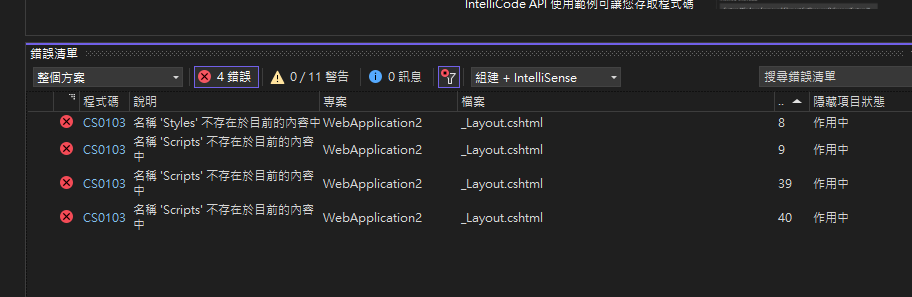 IntelliCode API 使用範例可讓您存取程式碼
錯誤清單
整個方案 4 錯誤 0 / 11 警告 0 訊息 組建 + IntelliSense 搜尋錯誤清單
程式碼 說明 專案 檔案 .. 隱藏項目狀態
CS0103 名稱 'Styles' 不存在於目前的內容中 WebApplication2 _Layout.cshtml 8 作用中
CS0103 名稱 'Scripts' 不存在於目前的內容中 WebApplication2 _Layout.cshtml 9 作用中
CS0103 名稱 'Scripts' 不存在於目前的內容中 WebApplication2 _Layout.cshtml 39 作用中
CS0103 名稱 'Scripts' 不存在於目前的內容中 WebApplication2 _Layout.cshtml 40 作用中